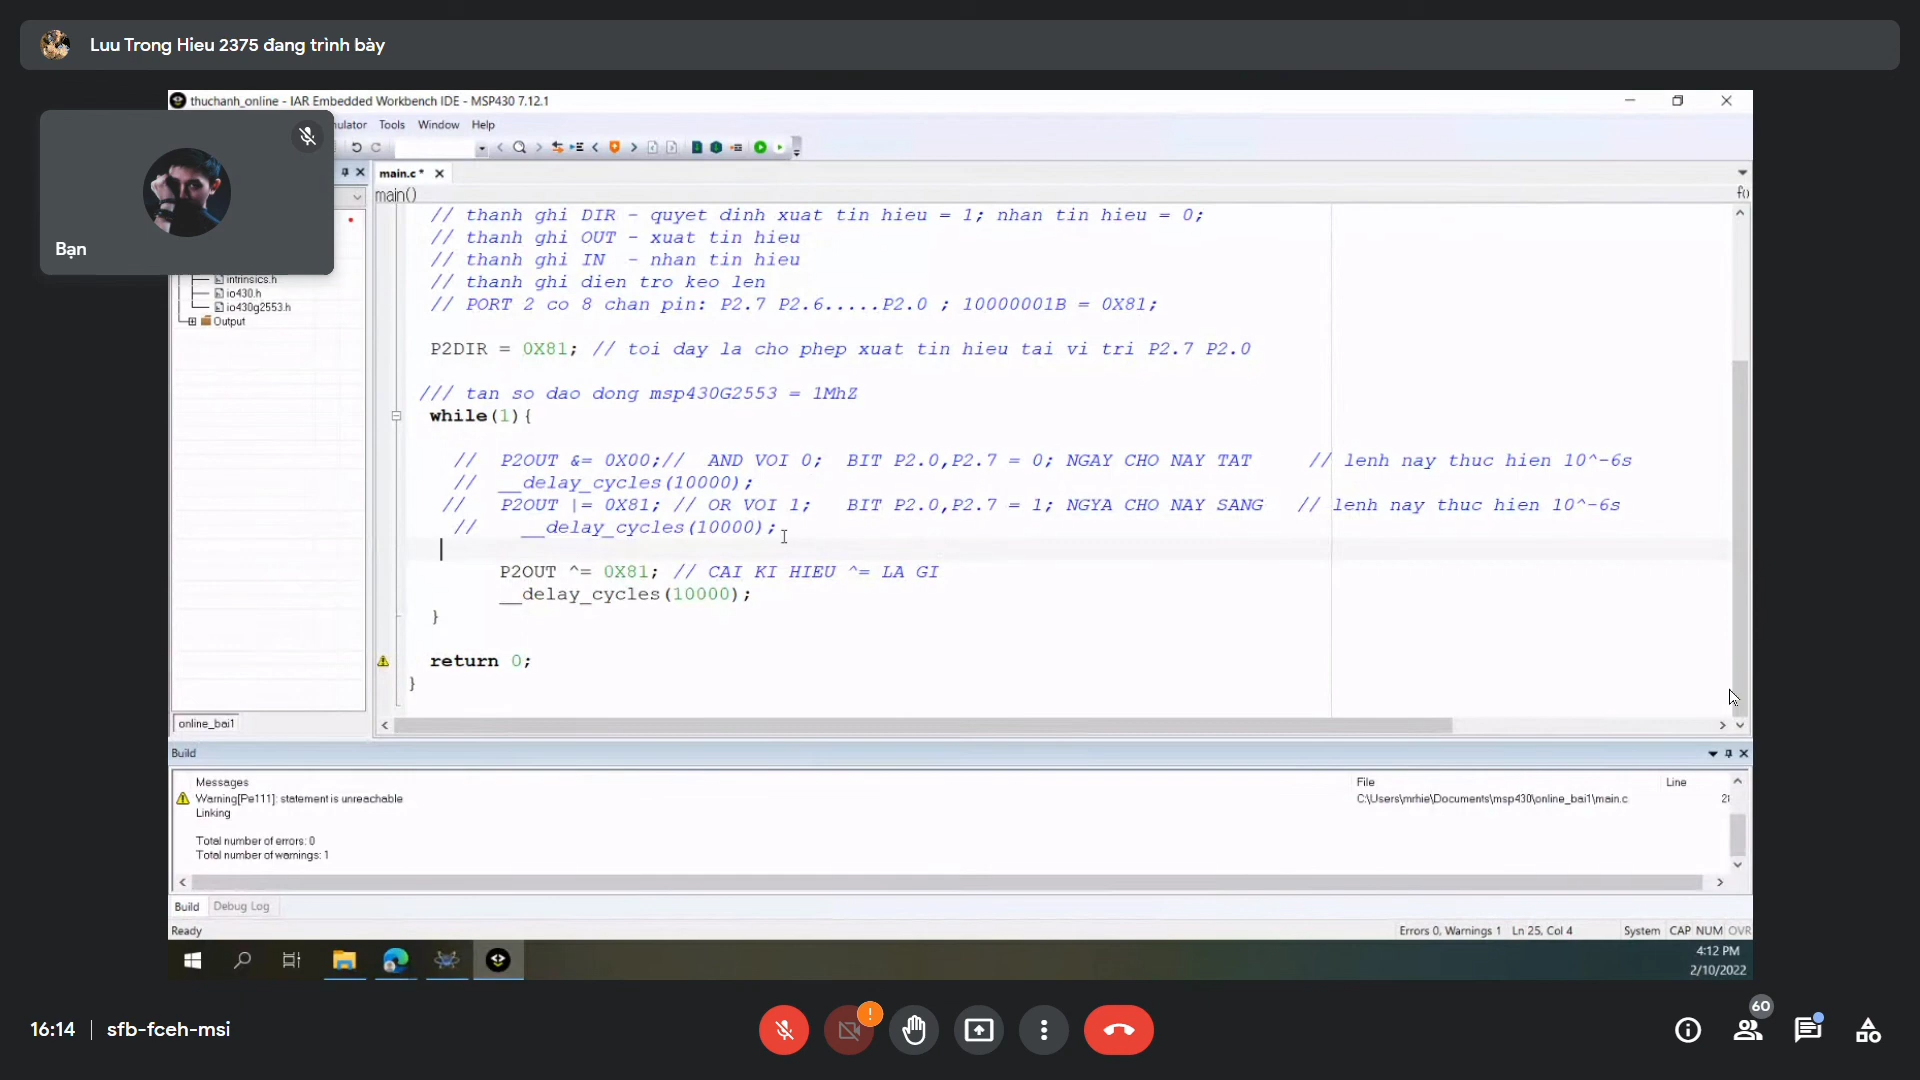 Luu Trong Hieu 2375 đang trình bày
thuchanh_online - IAR Embedded Workbench IDE - MSP430 7.12.1
ulator Tools Window Help
main.c * ×
main()
f()
Bạn
intrinsics.h
io430.h
io430g2553.h
Output
// thanh ghi DIR - quyet dinh xuat tin hieu = 1; nhan tin hieu = 0;
// thanh ghi OUT - xuat tin hieu
// thanh ghi IN  - nhan tin hieu
// thanh ghi dien tro keo len
// PORT 2 co 8 chan pin: P2.7 P2.6.....P2.0 ; 10000001B = 0X81;
P2DIR = 0X81; // toi day la cho phep xuat tin hieu tai vi tri P2.7 P2.0
/// tan so dao dong msp430G2553 = 1MhZ
while(1){
//  P2OUT &= 0X00;//  AND VOI 0;  BIT P2.0,P2.7 = 0; NGAY CHO NAY TAT     // lenh nay thuc hien 10^-6s
//  __delay_cycles(10000);
//   P2OUT |= 0X81; // OR VOI 1;   BIT P2.0,P2.7 = 1; NGYA CHO NAY SANG   // lenh nay thuc hien 10^-6s
//    __delay_cycles(10000);
P2OUT ^= 0X81; // CAI KI HIEU ^= LA GI
__delay_cycles(10000);
}
return 0;
}
online_bai1
Build
Messages File Line
Warning[Pe111]: statement is unreachable C:\Users\mrhie\Documents\msp430\online_bai1\main.c
Linking
Total number of errors: 0
Total number of warnings: 1
Build Debug Log
Ready Errors 0, Warnings 1 Ln 25, Col 4 System CAP NUM OVR
4:12 PM
2/10/2022
16:14 | sfb-fceh-msi
60